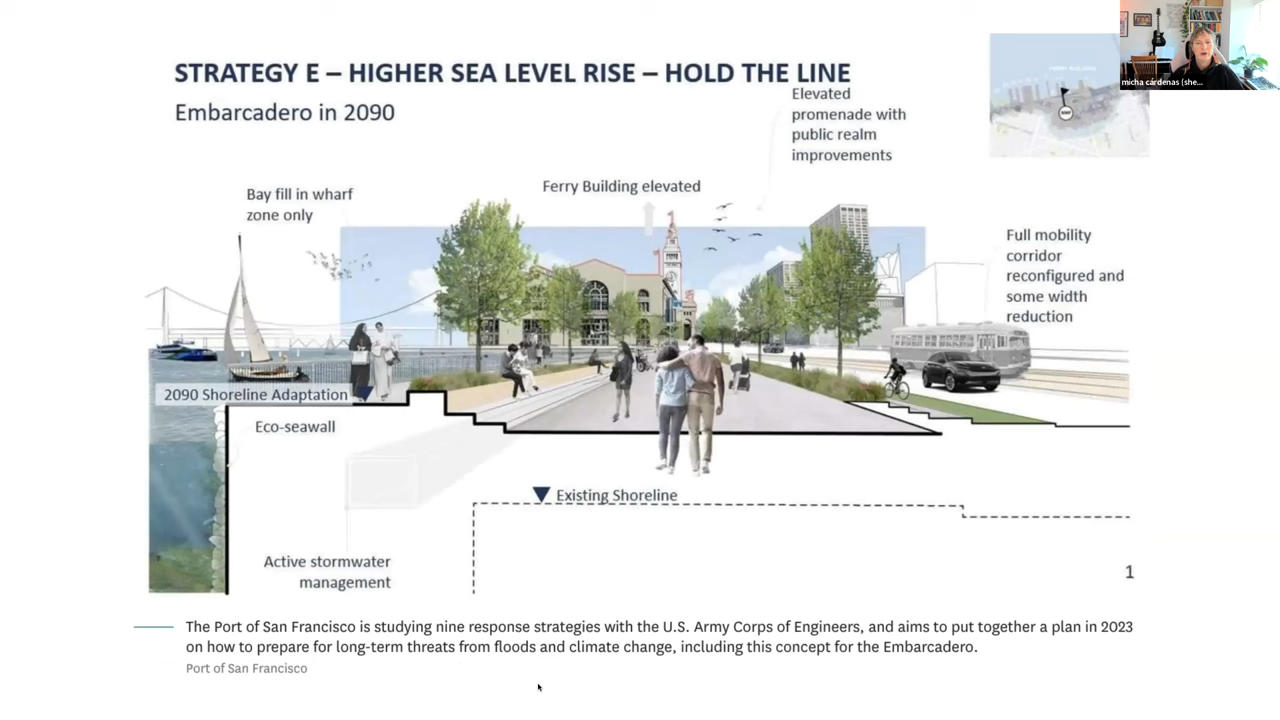 STRATEGY E – HIGHER SEA LEVEL RISE – HOLD THE LINE
Embarcadero in 2090
Elevated
promenade with
public realm
improvements
micha cárdenas (she...
Bay fill in wharf
zone only
Ferry Building elevated
Full mobility
corridor
reconfigured and
some width
reduction
2090 Shoreline Adaptation
Eco-seawall
Existing Shoreline
Active stormwater
management
1
The Port of San Francisco is studying nine response strategies with the U.S. Army Corps of Engineers, and aims to put together a plan in 2023
on how to prepare for long-term threats from floods and climate change, including this concept for the Embarcadero.
Port of San Francisco